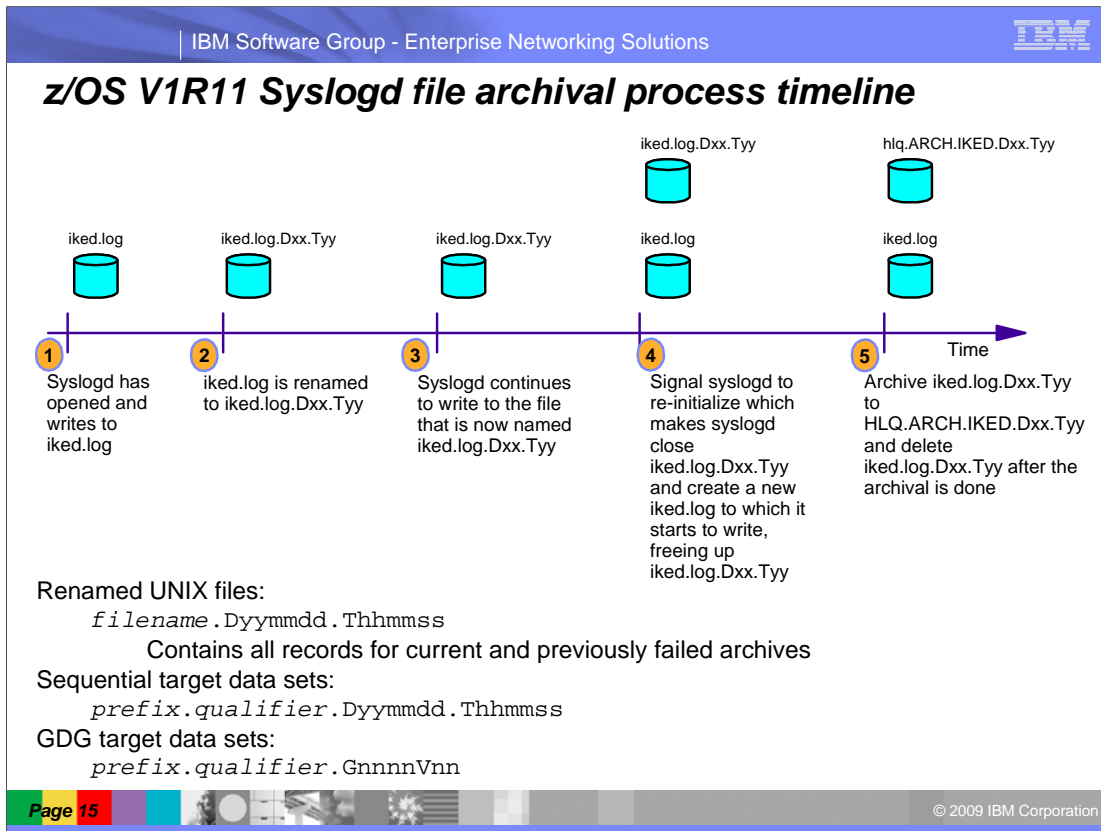 IBM Software Group - Enterprise Networking Solutions
IBM
z/OS V1R11 Syslogd file archival process timeline
iked.log.Dxx.Tyy
hlq.ARCH.IKED.Dxx.Tyy
iked.log
iked.log.Dxx.Tyy
iked.log.Dxx.Tyy
iked.log
iked.log
Time
1
Syslogd has
opened and
writes to
iked.log
2
iked.log is renamed
to iked.log.Dxx.Tyy
3
Syslogd continues
to write to the file
that is now named
iked.log.Dxx.Tyy
4
Signal syslogd to
re-initialize which
makes syslogd
close
iked.log.Dxx.Tyy
and create a new
iked.log to which it
starts to write,
freeing up
iked.log.Dxx.Tyy
5
Archive iked.log.Dxx.Tyy
to
HLQ.ARCH.IKED.Dxx.Tyy
and delete
iked.log.Dxx.Tyy after the
archival is done
Renamed UNIX files:
filename.Dyymmdd.Thhmmss
Contains all records for current and previously failed archives
Sequential target data sets:
prefix.qualifier.Dyymmdd.Thhmmss
GDG target data sets:
prefix.qualifier.GnnnnVnn
Page 15
© 2009 IBM Corporation